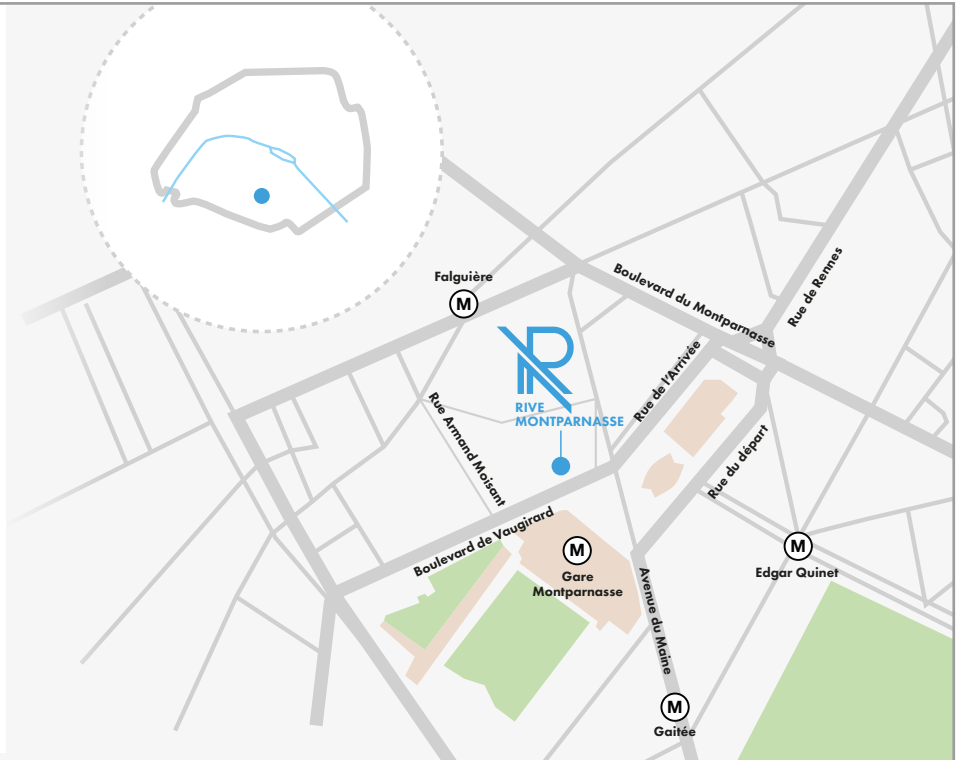 Falguière
M
Boulevard du Montparnasse
Rue de Rennes
RIVE
MONTPARNASSE
Rue de l'Arrivée
Rue Armand Moisant
Rue du départ
Boulevard de Vaugirard
M
Gare
Montparnasse
M
Edgar Quinet
Avenue du Maine
M
Gaitée